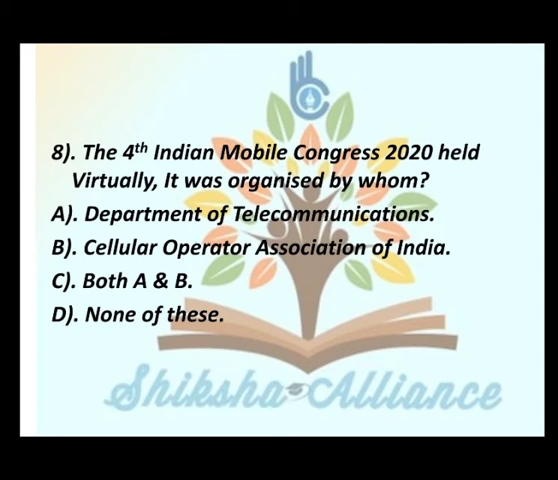 8). The 4th Indian Mobile Congress 2020 held
Virtually, It was organised by whom?
A). Department of Telecommunications.
B). Cellular Operator Association of India.
C). Both A & B.
D). None of these.
Shiksha Alliance